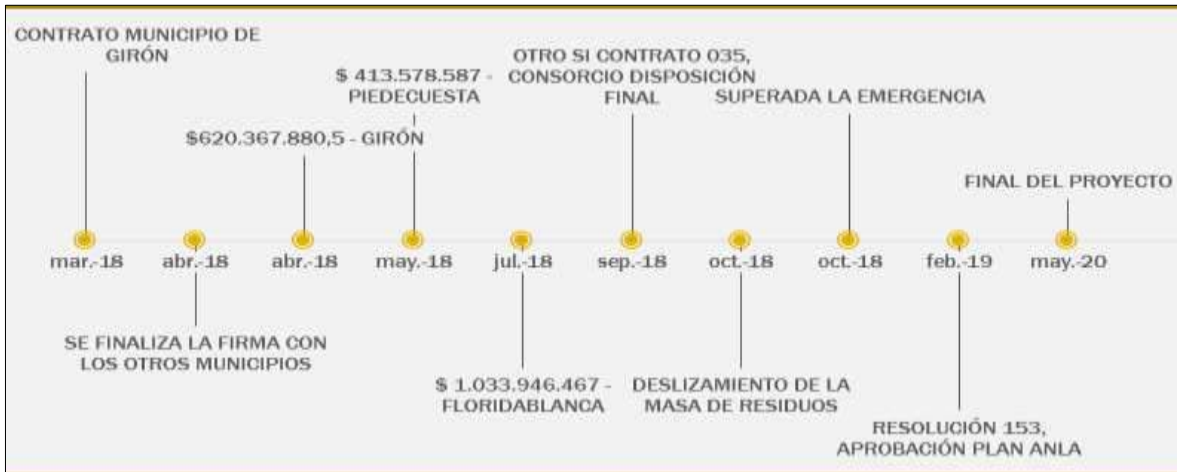 CONTRATO MUNICIPIO DE
GIRÓN
$620.367.880,5 - GIRÓN
$ 413.578.587 -
PIEDECUESTA
OTRO SI CONTRATO 035,
CONSORCIO DISPOSICIÓN
FINAL
SUPERADA LA EMERGENCIA
FINAL DEL PROYECTO
mar.-18
abr.-18
abr.-18
may.-18
jul.-18
sep.-18
oct.-18
oct.-18
feb.-19
may.-20
SE FINALIZA LA FIRMA CON
LOS OTROS MUNICIPIOS
$ 1.033.946.467 -
FLORIDABLANCA
DESLIZAMIENTO DE LA
MASA DE RESIDUOS
RESOLUCIÓN 153,
APROBACIÓN PLAN ANLA